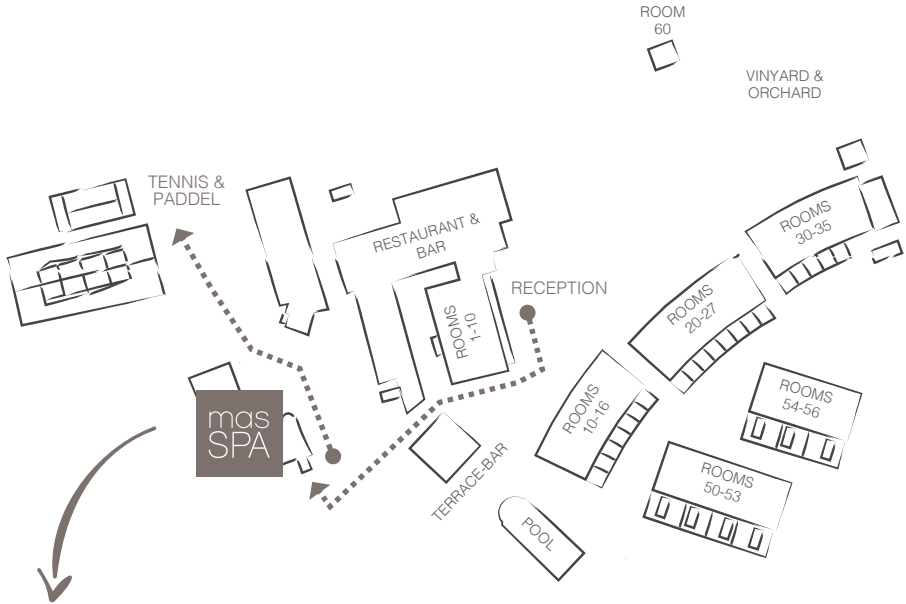 ROOM
60
VINYARD &
ORCHARD
TENNIS &
PADDEL
RESTAURANT &
BAR
ROOMS
30-35
RECEPTION
ROOMS
1-10
ROOMS
20-27
ROOMS
10-16
ROOMS
54-56
mas
SPA
TERRACE-BAR
ROOMS
50-53
POOL